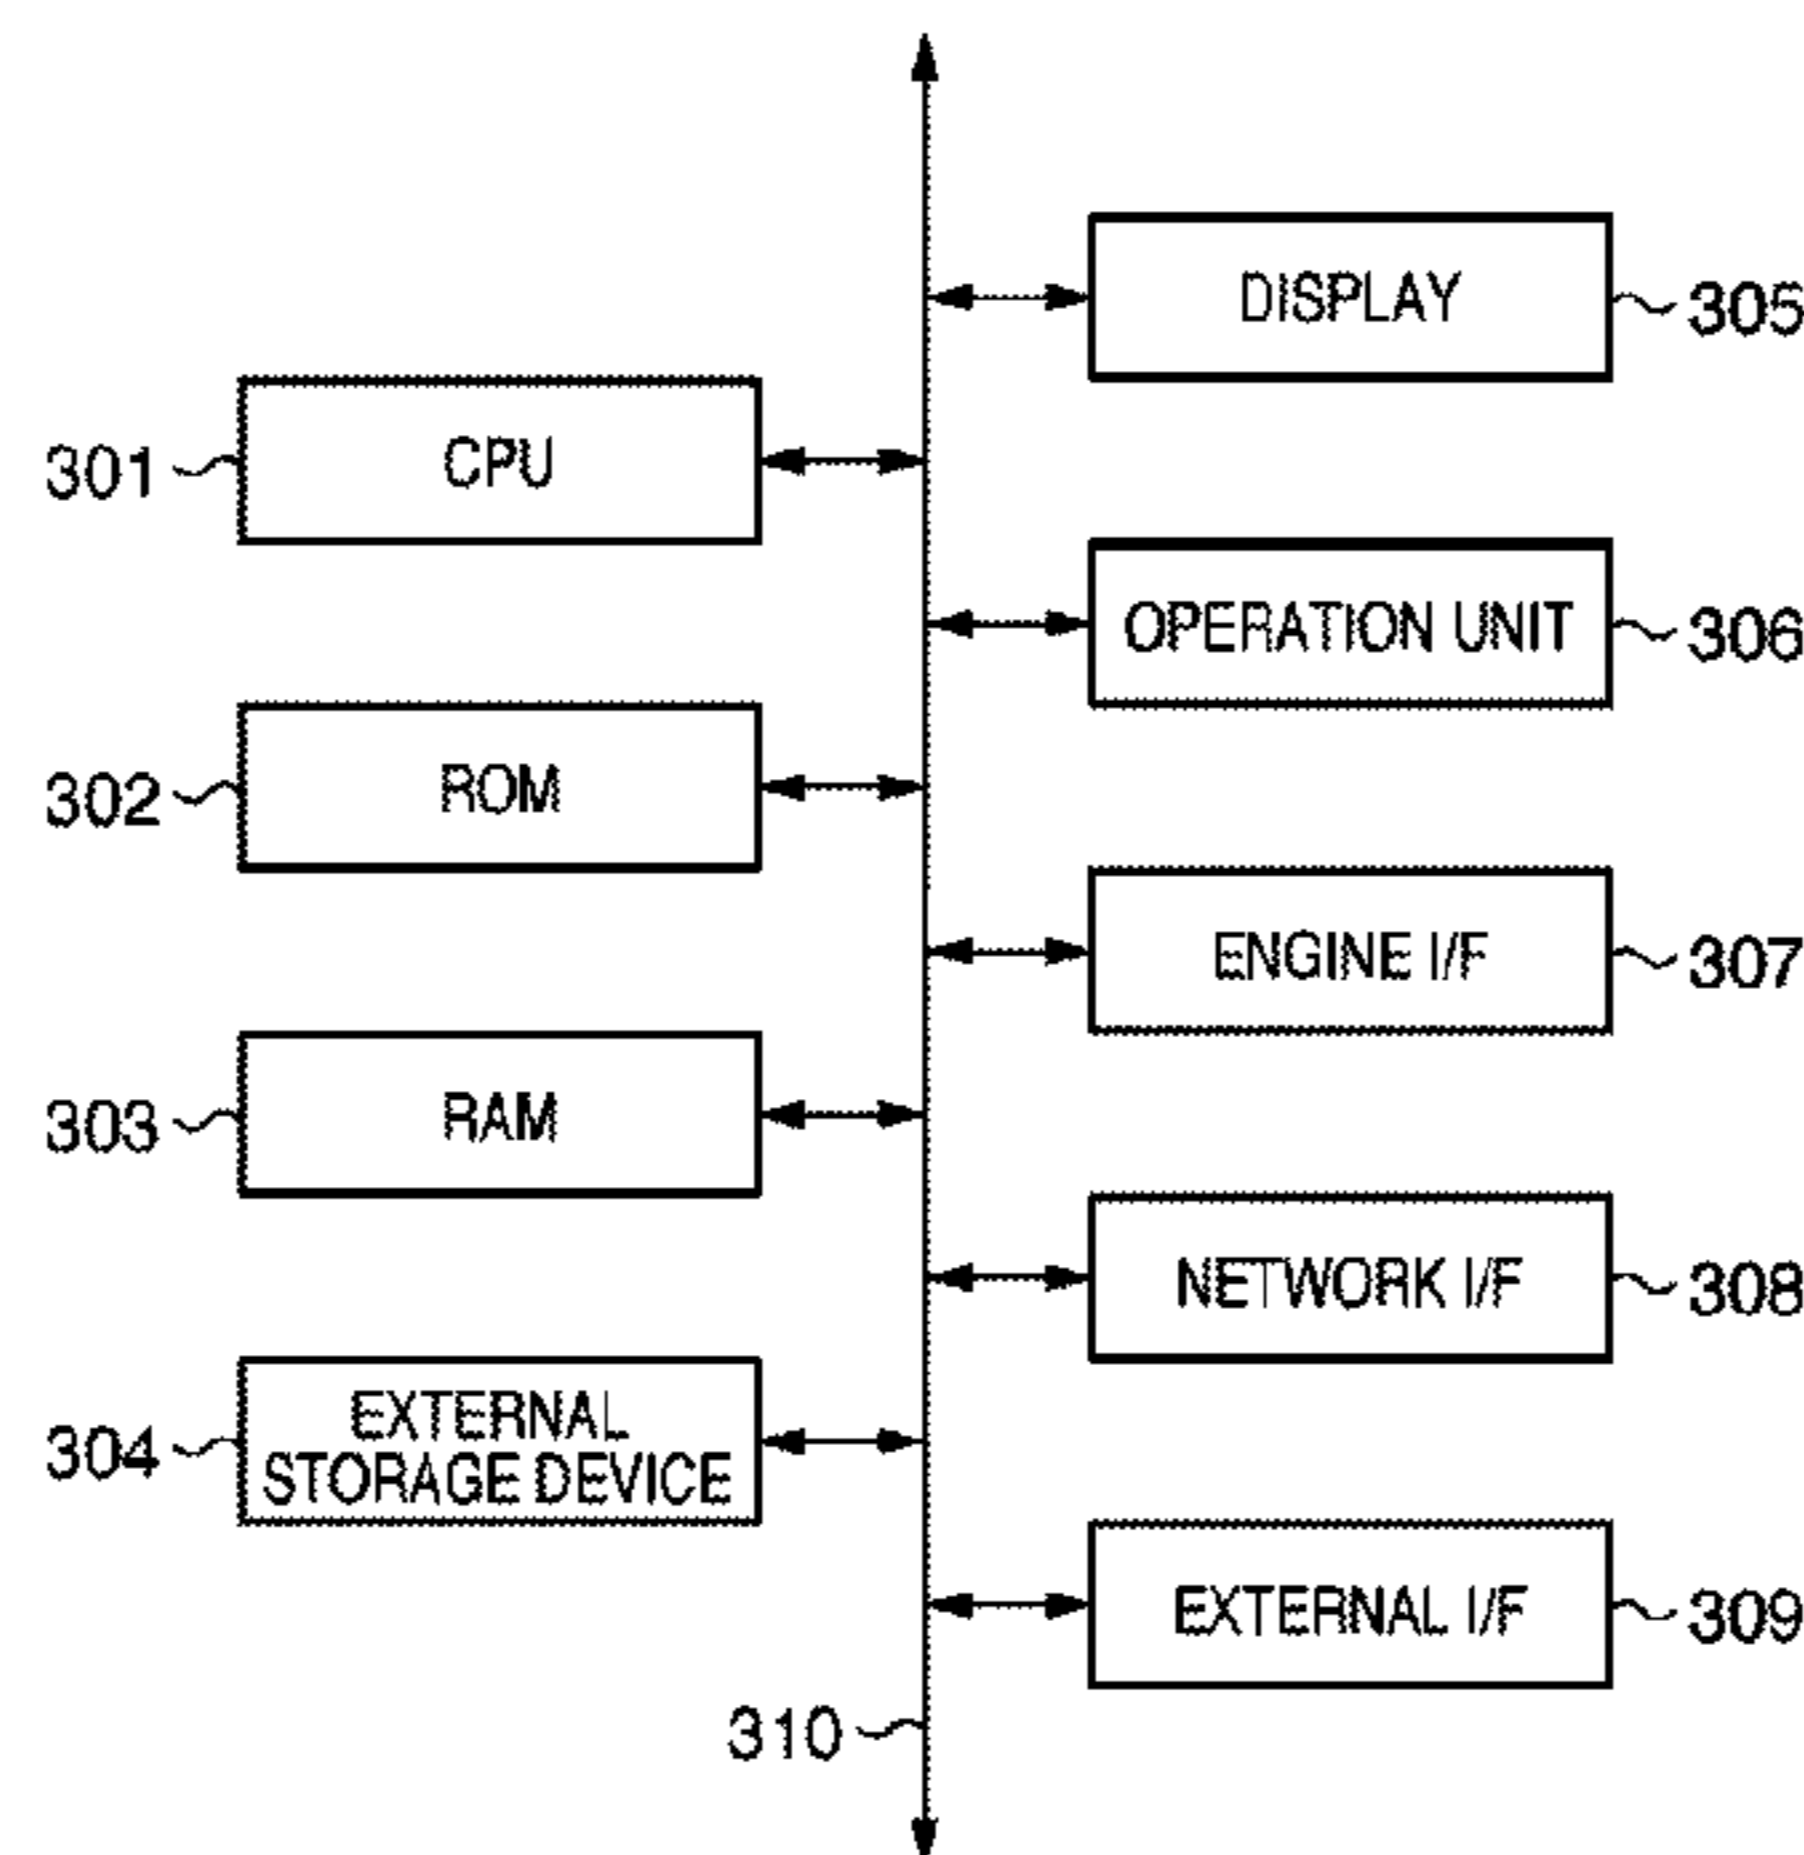 DISPLAY
305
301
CPU
OPERATION UNIT
306
302
ROM
ENGINE I/F
307
303
RAM
NETWORK I/F
308
304
EXTERNAL
STORAGE DEVICE
EXTERNAL I/F
309
310